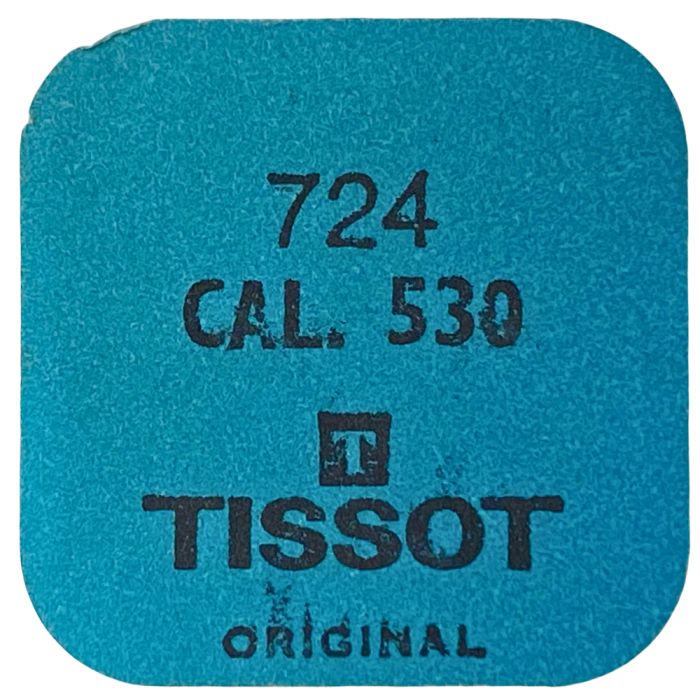 724
CAL. 530
T
TISSOT
ORIGINAL